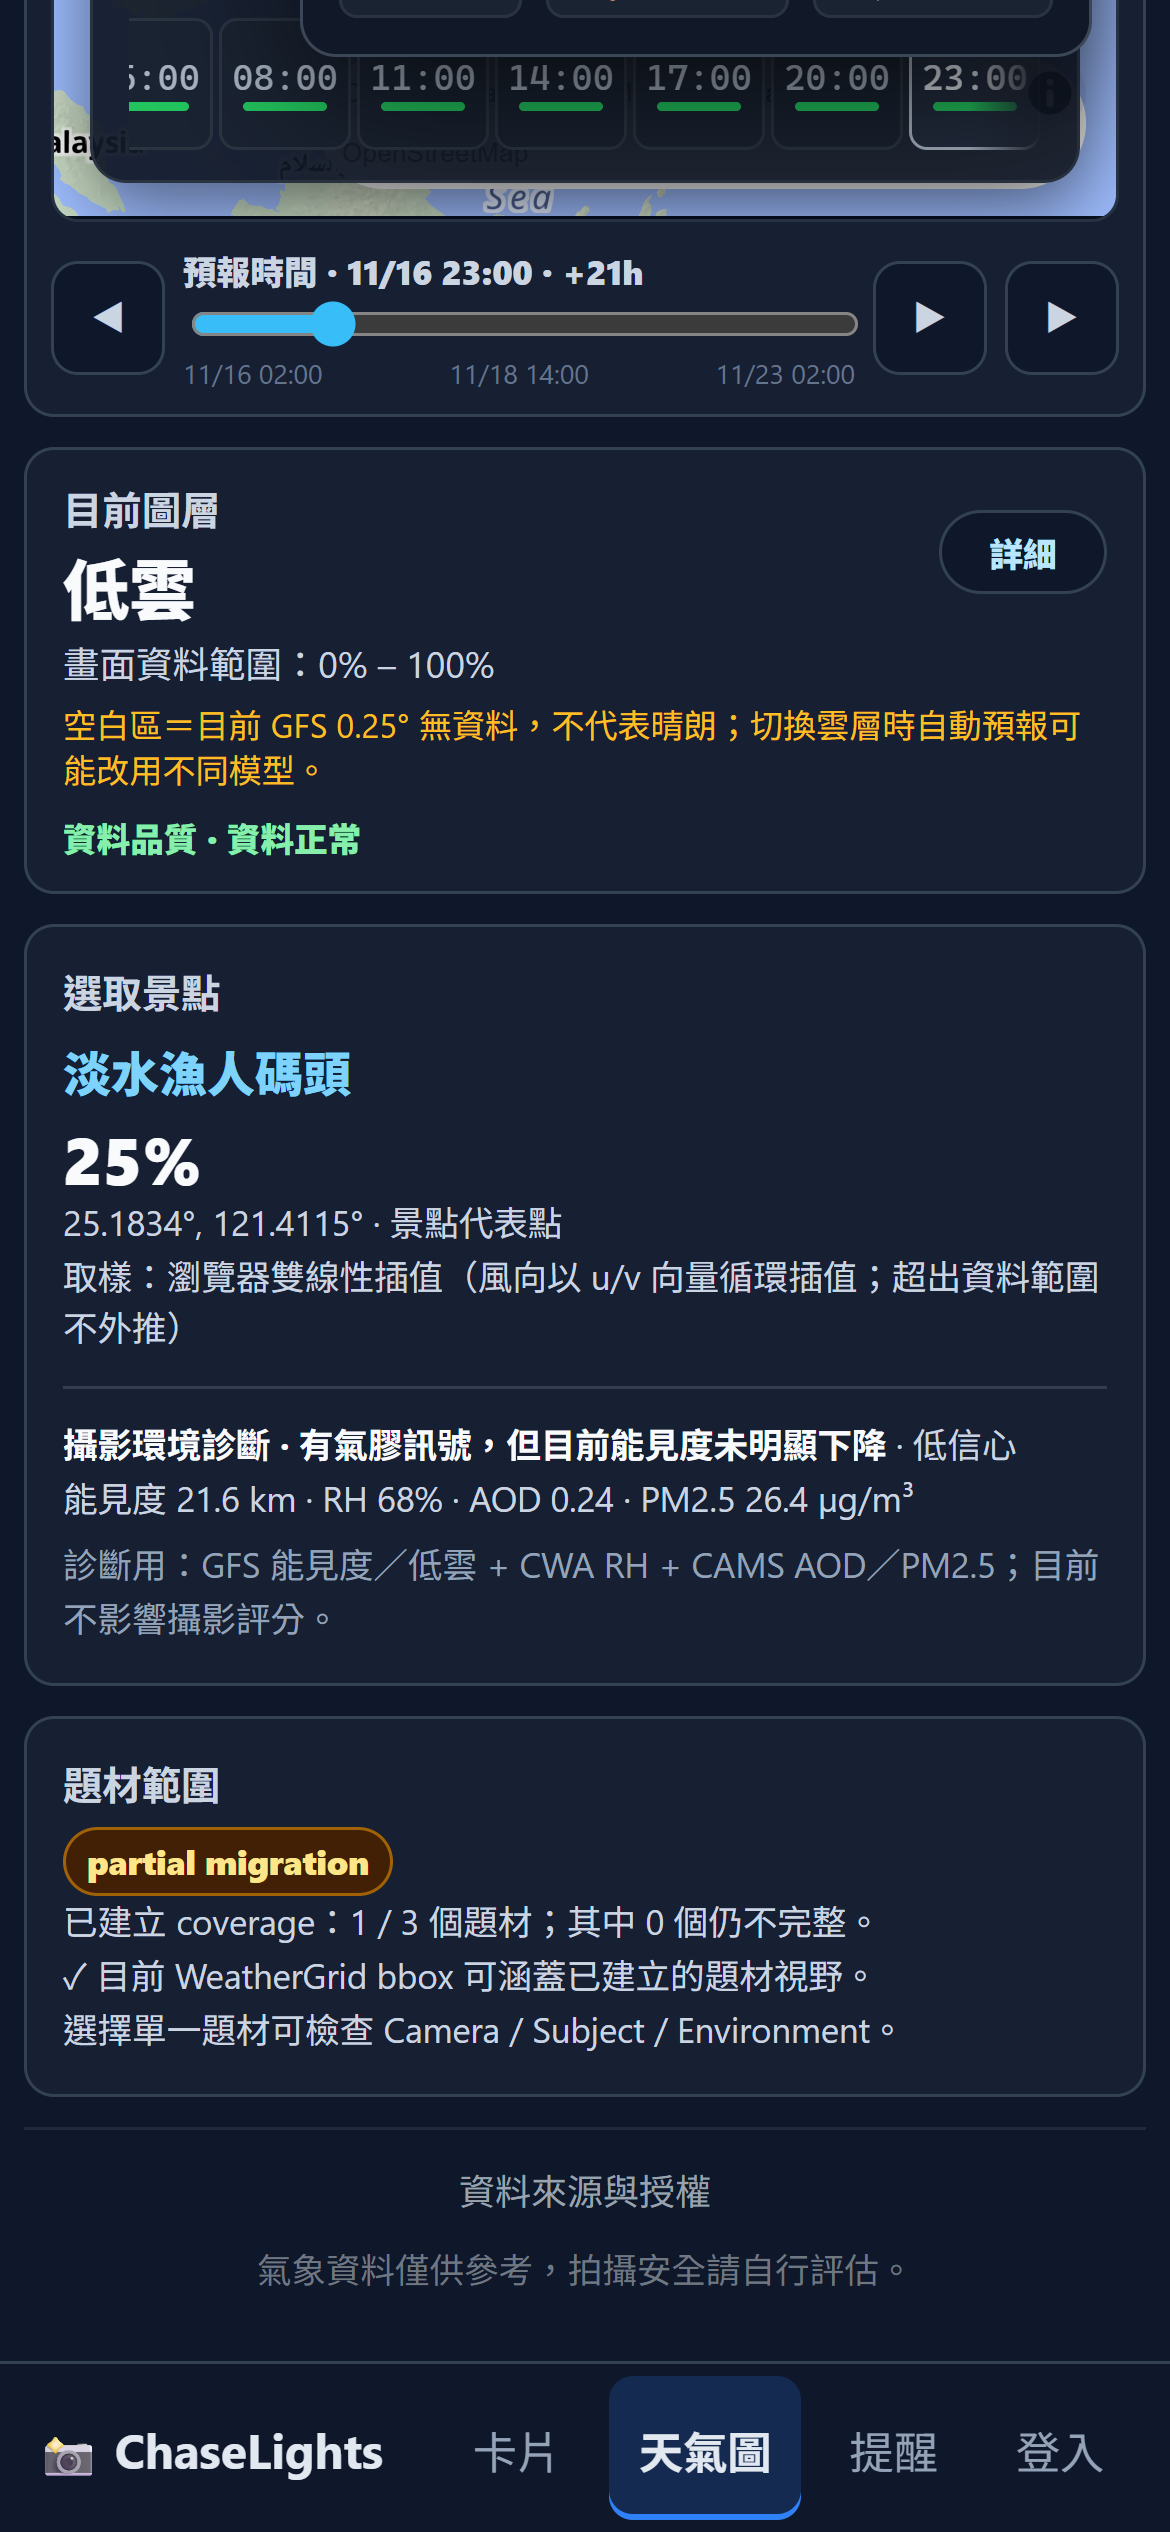 :00
08:00
11:00
14:00
17:00
20:00
23:00
OpenStreetMap
Sea
預報時間 · 11/16 23:00 · +21h
11/16 02:00
11/18 14:00
11/23 02:00
目前圖層
詳細
低雲
畫面資料範圍：0% – 100%
空白區＝目前 GFS 0.25° 無資料，不代表晴朗；切換雲層時自動預報可
能改用不同模型。
資料品質 · 資料正常
選取景點
淡水漁人碼頭
25%
25.1834°, 121.4115° · 景點代表點
取樣：瀏覽器雙線性插值（風向以 u/v 向量循環插值；超出資料範圍
不外推）
攝影環境診斷 · 有氣膠訊號，但目前能見度未明顯下降 · 低信心
能見度 21.6 km · RH 68% · AOD 0.24 · PM2.5 26.4 μg/m³
診斷用：GFS 能見度／低雲 + CWA RH + CAMS AOD／PM2.5；目前
不影響攝影評分。
題材範圍
partial migration
已建立 coverage：1 / 3 個題材；其中 0 個仍不完整。
✓ 目前 WeatherGrid bbox 可涵蓋已建立的題材視野。
選擇單一題材可檢查 Camera / Subject / Environment。
資料來源與授權
氣象資料僅供參考，拍攝安全請自行評估。
ChaseLights
卡片
天氣圖
提醒
登入